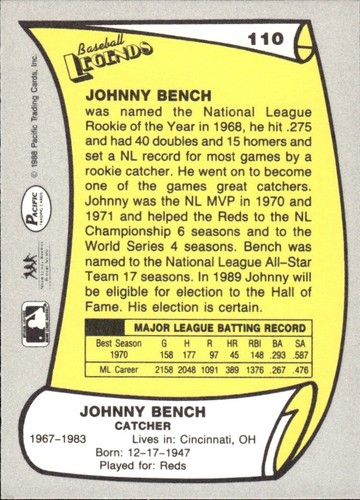 110
Baseball
LEGENDS
© 1988 Pacific Trading Cards, Inc.
PACIFIC
JOHNNY BENCH
was named the National League
Rookie of the Year in 1968, he hit .275
and had 40 doubles and 15 homers and
set a NL record for most games by a
rookie catcher. He went on to become
one of the games great catchers.
Johnny was the NL MVP in 1970 and
1971 and helped the Reds to the NL
Championship 6 seasons and to the
World Series 4 seasons. Bench was
named to the National League All-Star
Team 17 seasons. In 1989 Johnny will
be eligible for election to the Hall of
Fame. His election is certain.
MAJOR LEAGUE BATTING RECORD
Best Season G H R HR RBI BA SA
1970 158 177 97 45 148 .293 .587
ML Career 2158 2048 1091 389 1376 .267 .476
JOHNNY BENCH
CATCHER
1967-1983 Lives in: Cincinnati, OH
Born: 12-17-1947
Played for: Reds